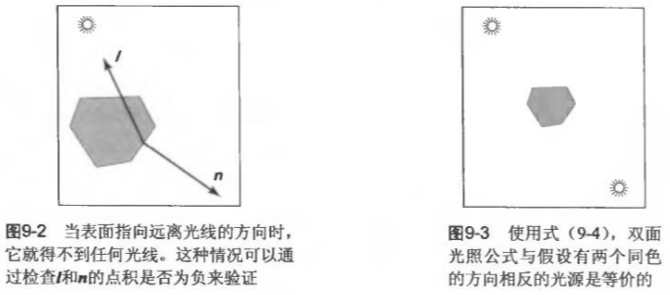 l
n
图9-2 当表面指向远离光线的方向时，
它就得不到任何光线。这种情况可以通
过检查l和n的点积是否为负来验证
图9-3 使用式（9-4），双面
光照公式与假设有两个同色
的方向相反的光源是等价的